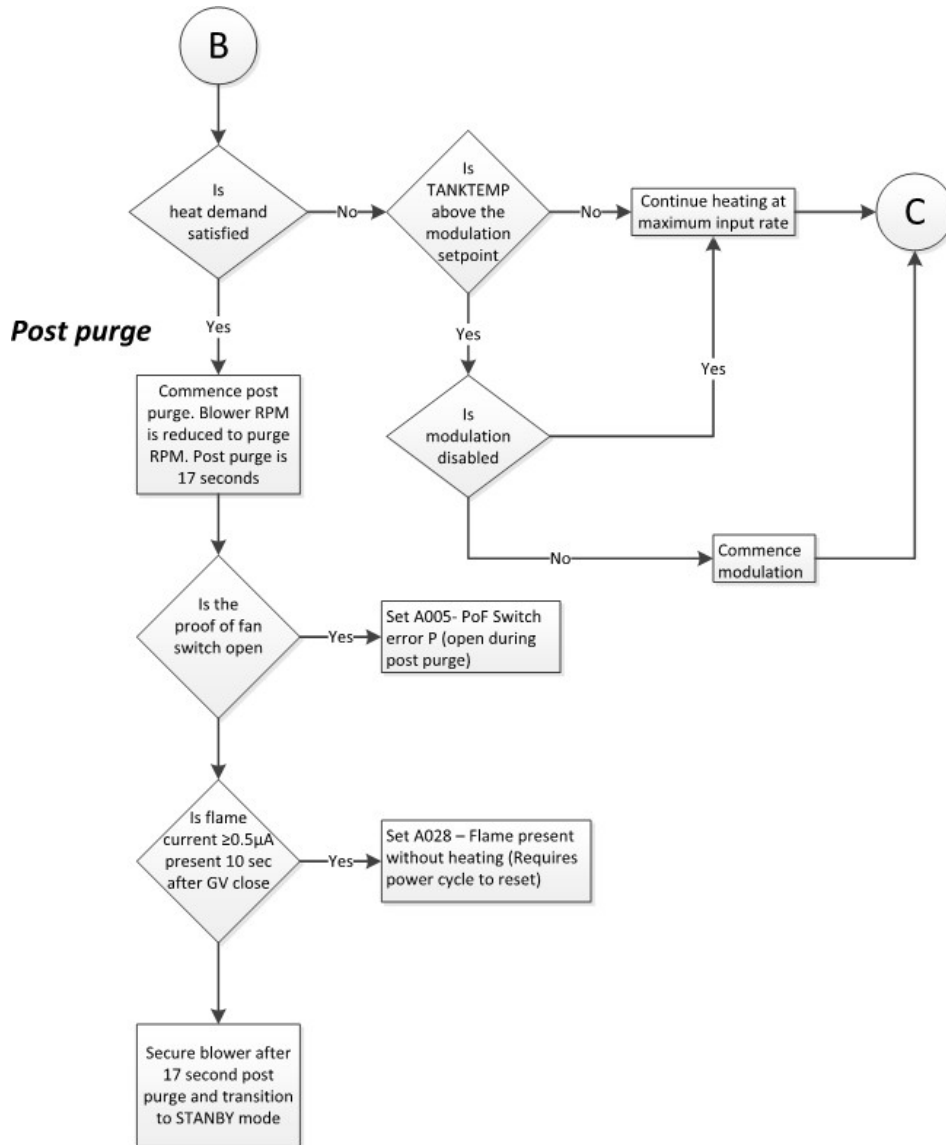 B
Is
heat demand
satisfied
No
Is
TANKTEMP
above the
modulation
setpoint
No
Continue heating at
maximum input rate
C
Post purge
Yes
Yes
Yes
Commence post
purge. Blower RPM
is reduced to purge
RPM. Post purge is
17 seconds
Is
modulation
disabled
No
Commence
modulation
Is the
proof of fan
switch open
Yes
Set A005- PoF Switch
error P (open during
post purge)
Is flame
current ≥0.5µA
present 10 sec
after GV close
Yes
Set A028 – Flame present
without heating (Requires
power cycle to reset)
Secure blower after
17 second post
purge and transition
to STANBY mode